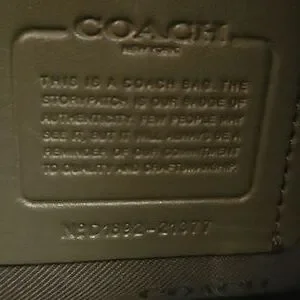 COACH
NEW YORK
THIS IS A COACH BAG. THE
STORYPATCH IS OUR BADGE OF
AUTHENTICITY. FEW PEOPLE MAY
SEE IT, BUT IT WILL ALWAYS BE A
REMINDER OF OUR COMMITMENT
TO QUALITY AND CRAFTSMANSHIP.